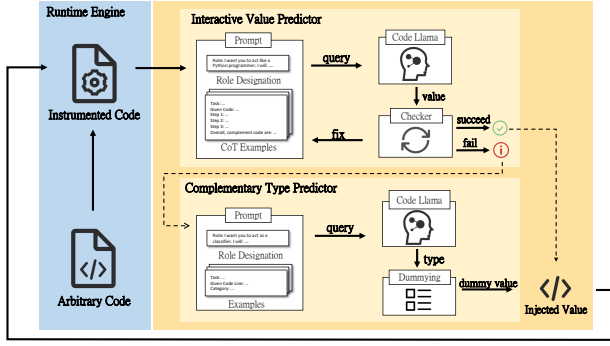 Runtime Engine
Instrumented Code
Arbitrary Code
Interactive Value Predictor
Prompt
Role: I want you to act like a
Python programmer. I will ....
Role Designation
Task: ...
Given Code: ...
Step 1: ...
Step 2: ...
Step 3: ...
Overall, complement code are: ...
CoT Examples
query
Code Llama
value
Checker
fix
succeed
fail
Complementary Type Predictor
Prompt
Role: I want you to act as a
classifier. I will ....
Role Designation
Task: ...
Given Code Line: ...
Category: ...
Examples
query
Code Llama
type
Dummying
dummy value
Injected Value